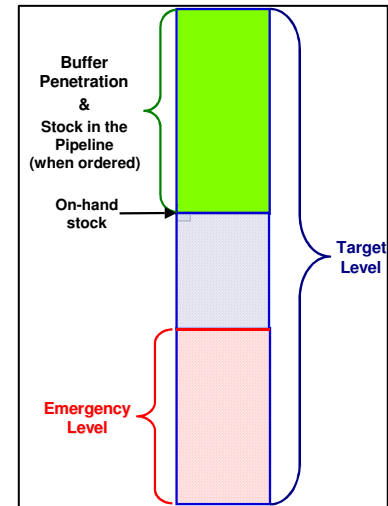 Buffer
Penetration
&
Stock in the
Pipeline
(when ordered)
On-hand
stock
Target
Level
Emergency
Level